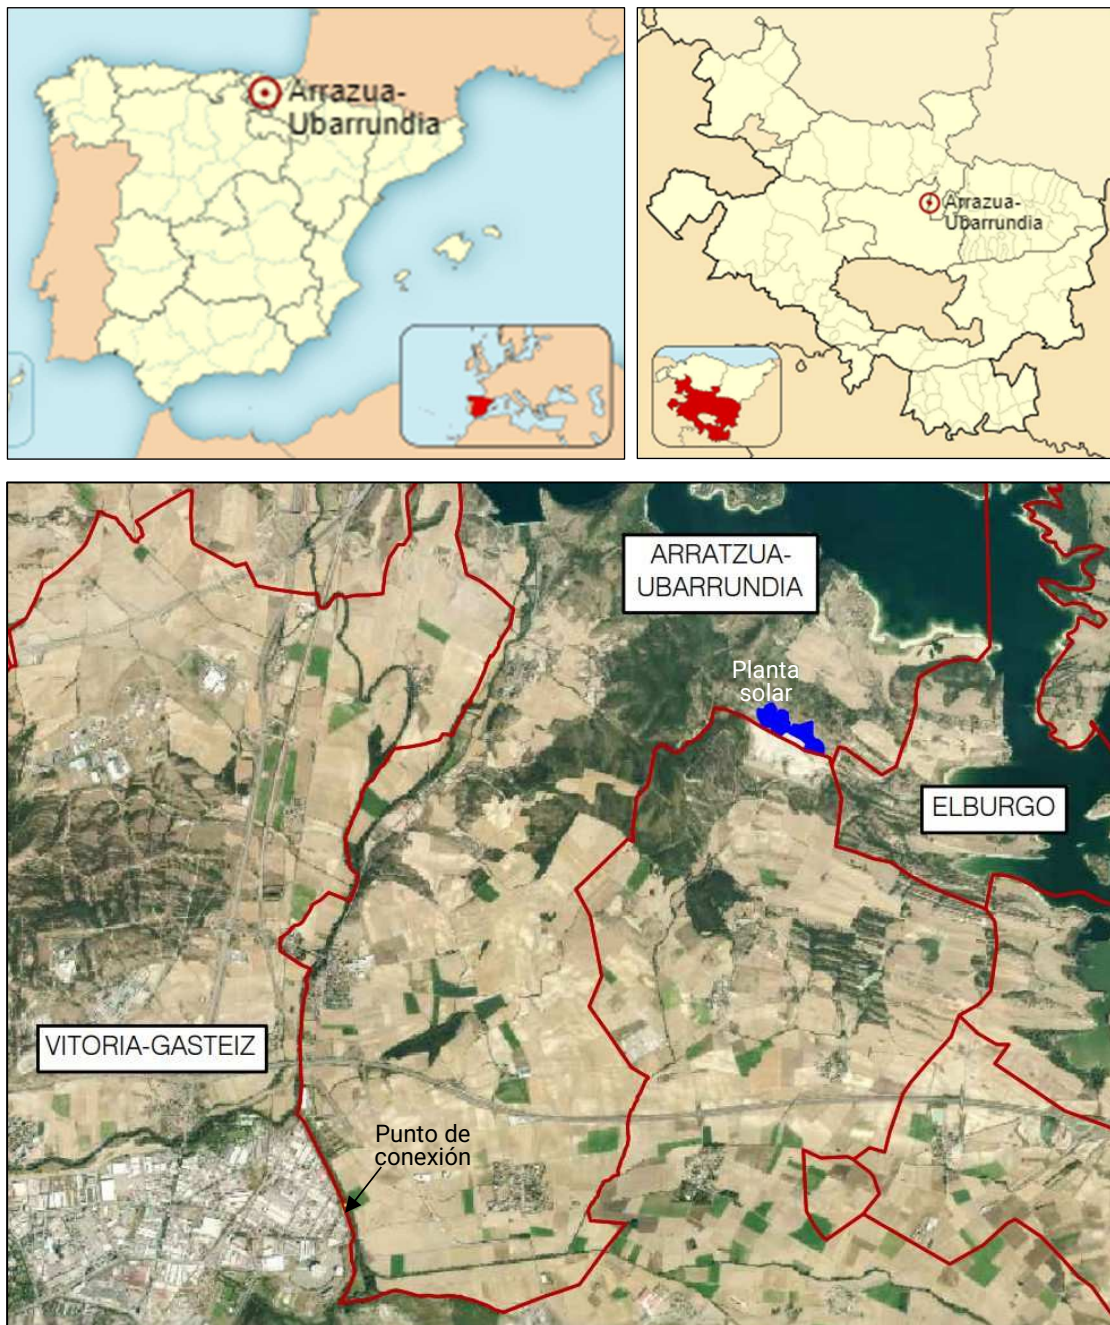 Arrazua-
Ubarrundia
Arrazua-
Ubarrundia
ARRATZUA-
UBARRUNDIA
Planta
solar
ELBURGO
VITORIA-GASTEIZ
Punto de
conexión